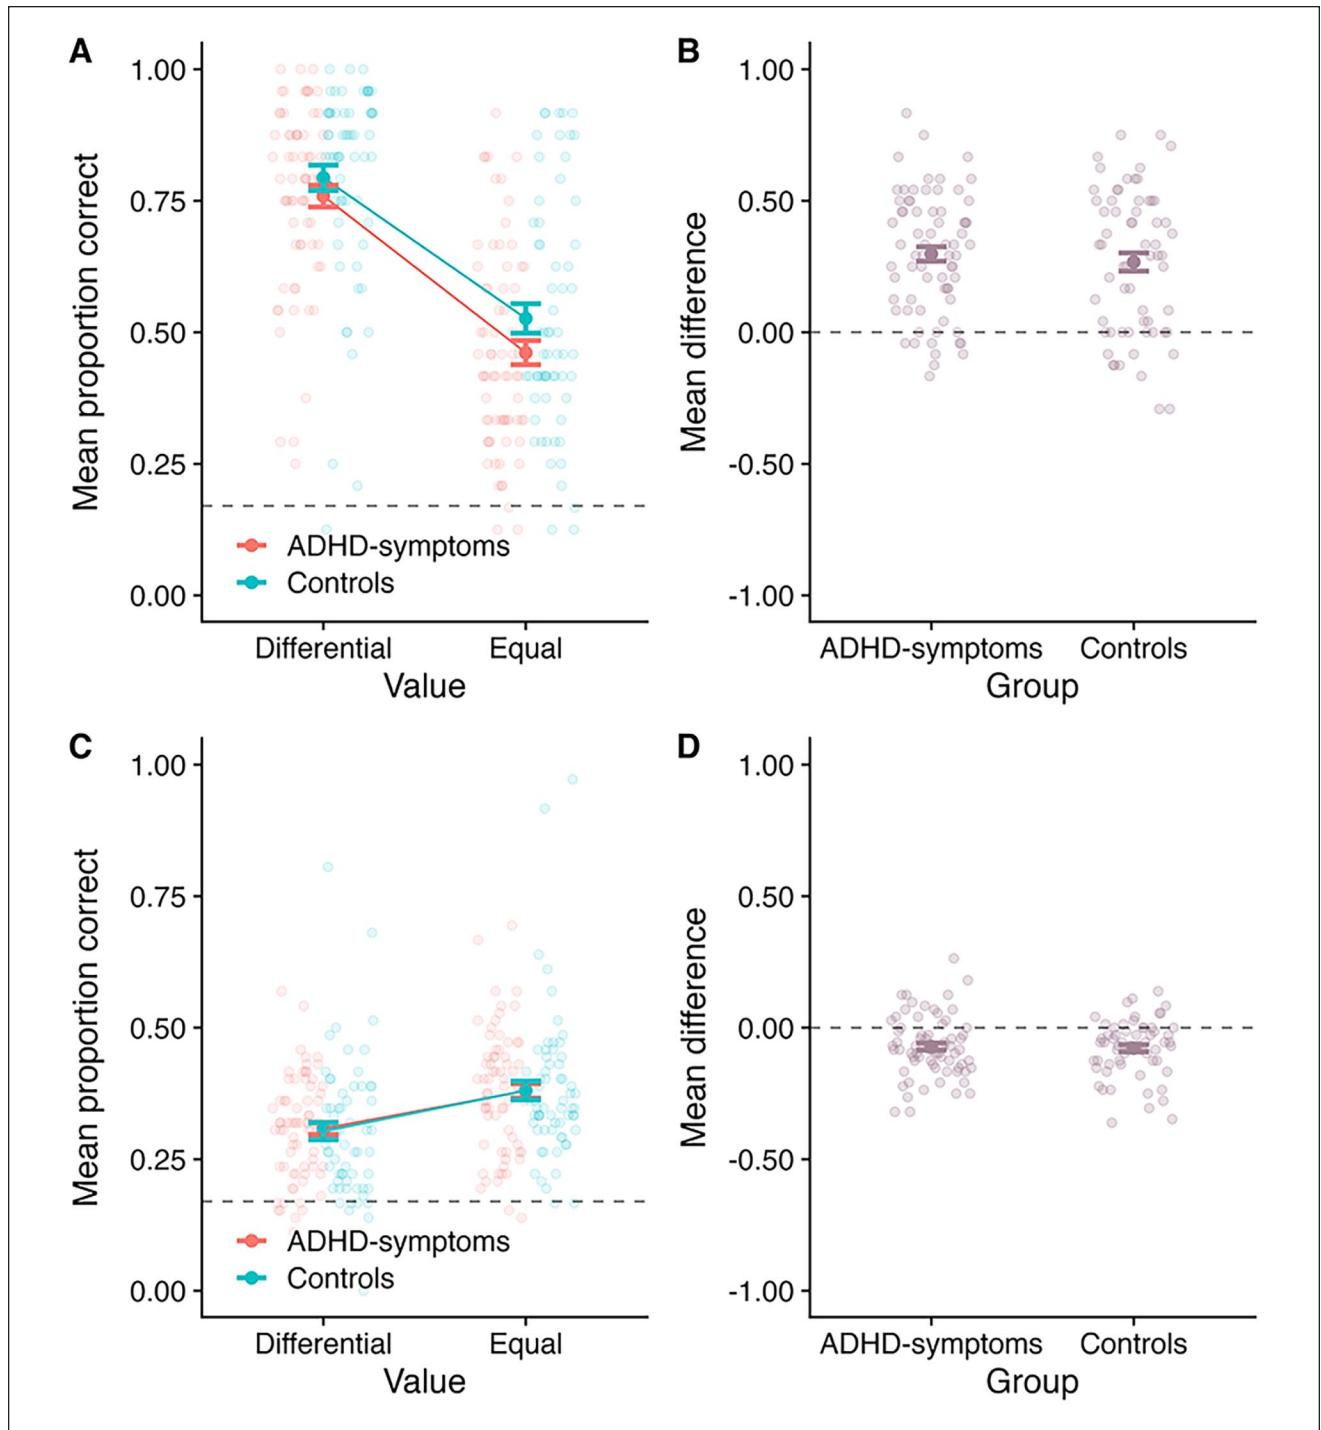 A
Mean proportion correct
1.00
0.75
0.50
0.25
0.00
ADHD-symptoms
Controls
Differential
Equal
Value
B
Mean difference
1.00
0.50
0.00
-0.50
-1.00
ADHD-symptoms
Controls
Group
C
Mean proportion correct
1.00
0.75
0.50
0.25
0.00
ADHD-symptoms
Controls
Differential
Equal
Value
D
Mean difference
1.00
0.50
0.00
-0.50
-1.00
ADHD-symptoms
Controls
Group